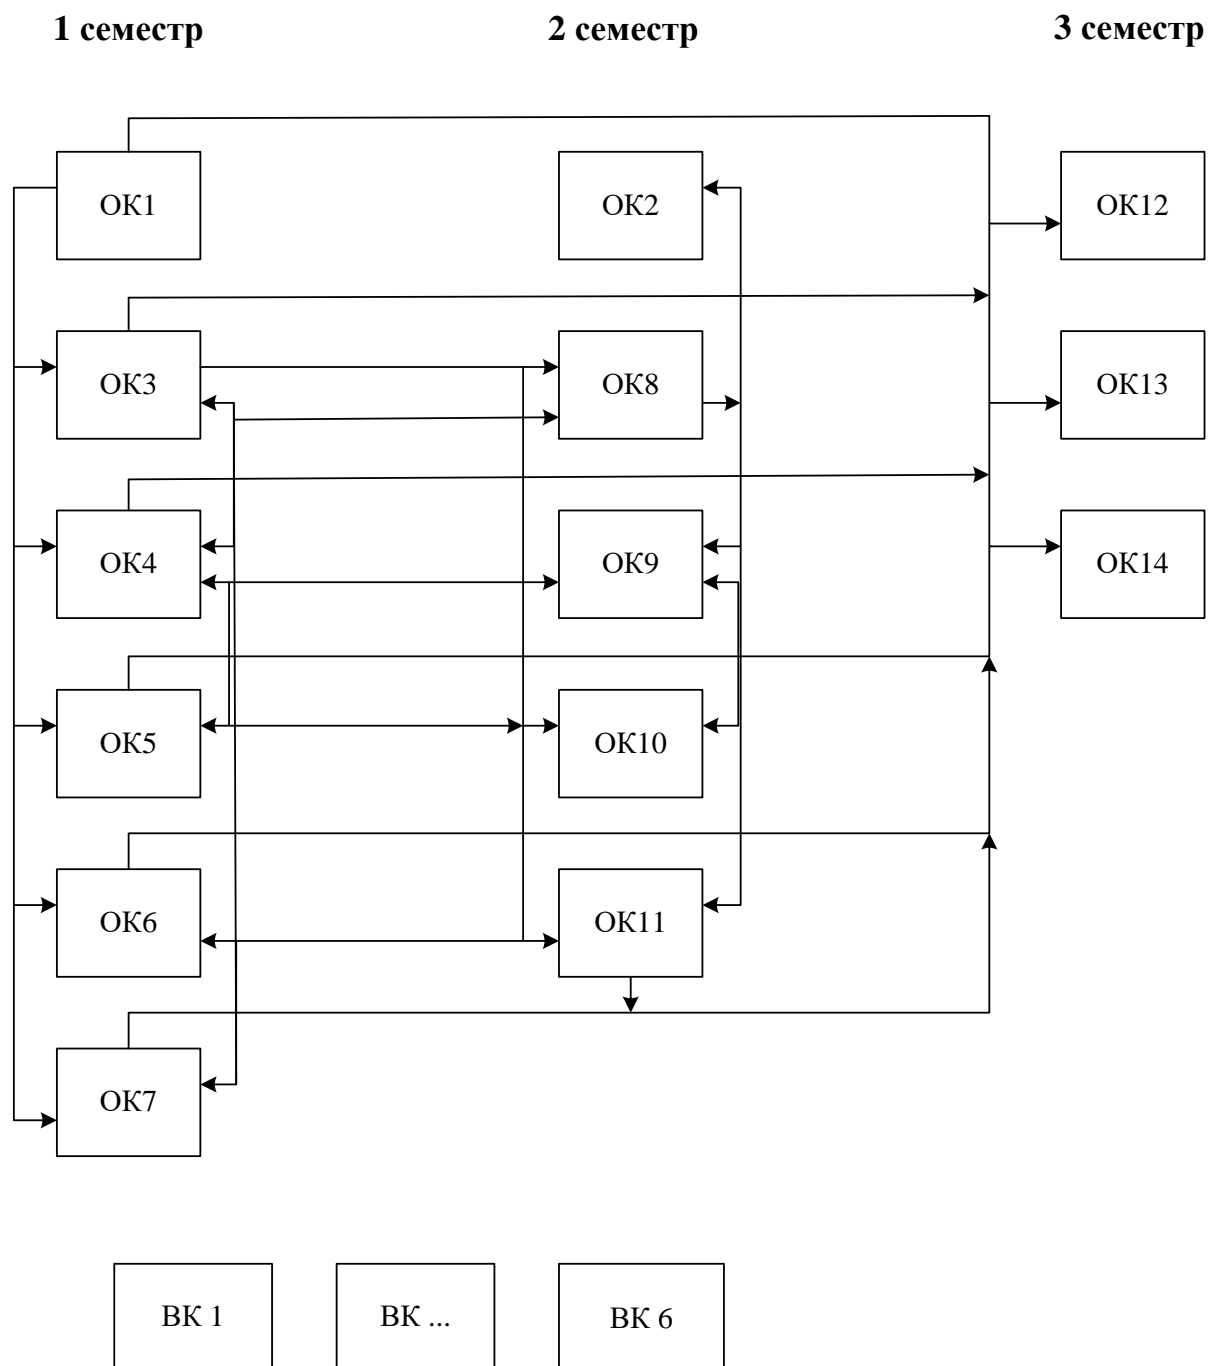 1 семестр 2 семестр 3 семестр
ОК1 ОК2 ОК12
ОК3 ОК8 ОК13
ОК4 ОК9 ОК14
ОК5 ОК10
ОК6 ОК11
ОК7
ВК 1 ВК ... ВК 6